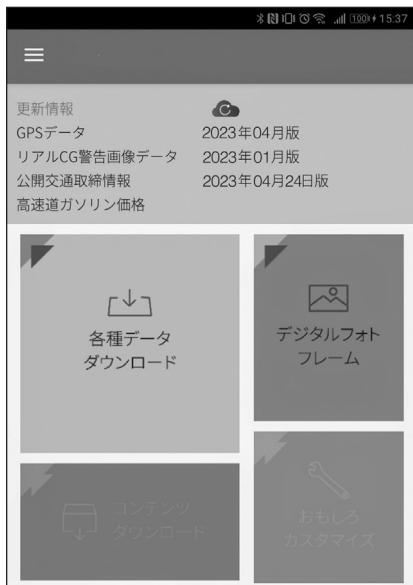 100 15:37
更新情報
GPSデータ 2023年04月版
リアルCG警告画像データ 2023年01月版
公開交通取締情報 2023年04月24日版
高速道ガソリン価格
各種データ
ダウンロード
デジタルフォト
フレーム
コンテンツ
ダウンロード
おもしろ
カスタマイズ